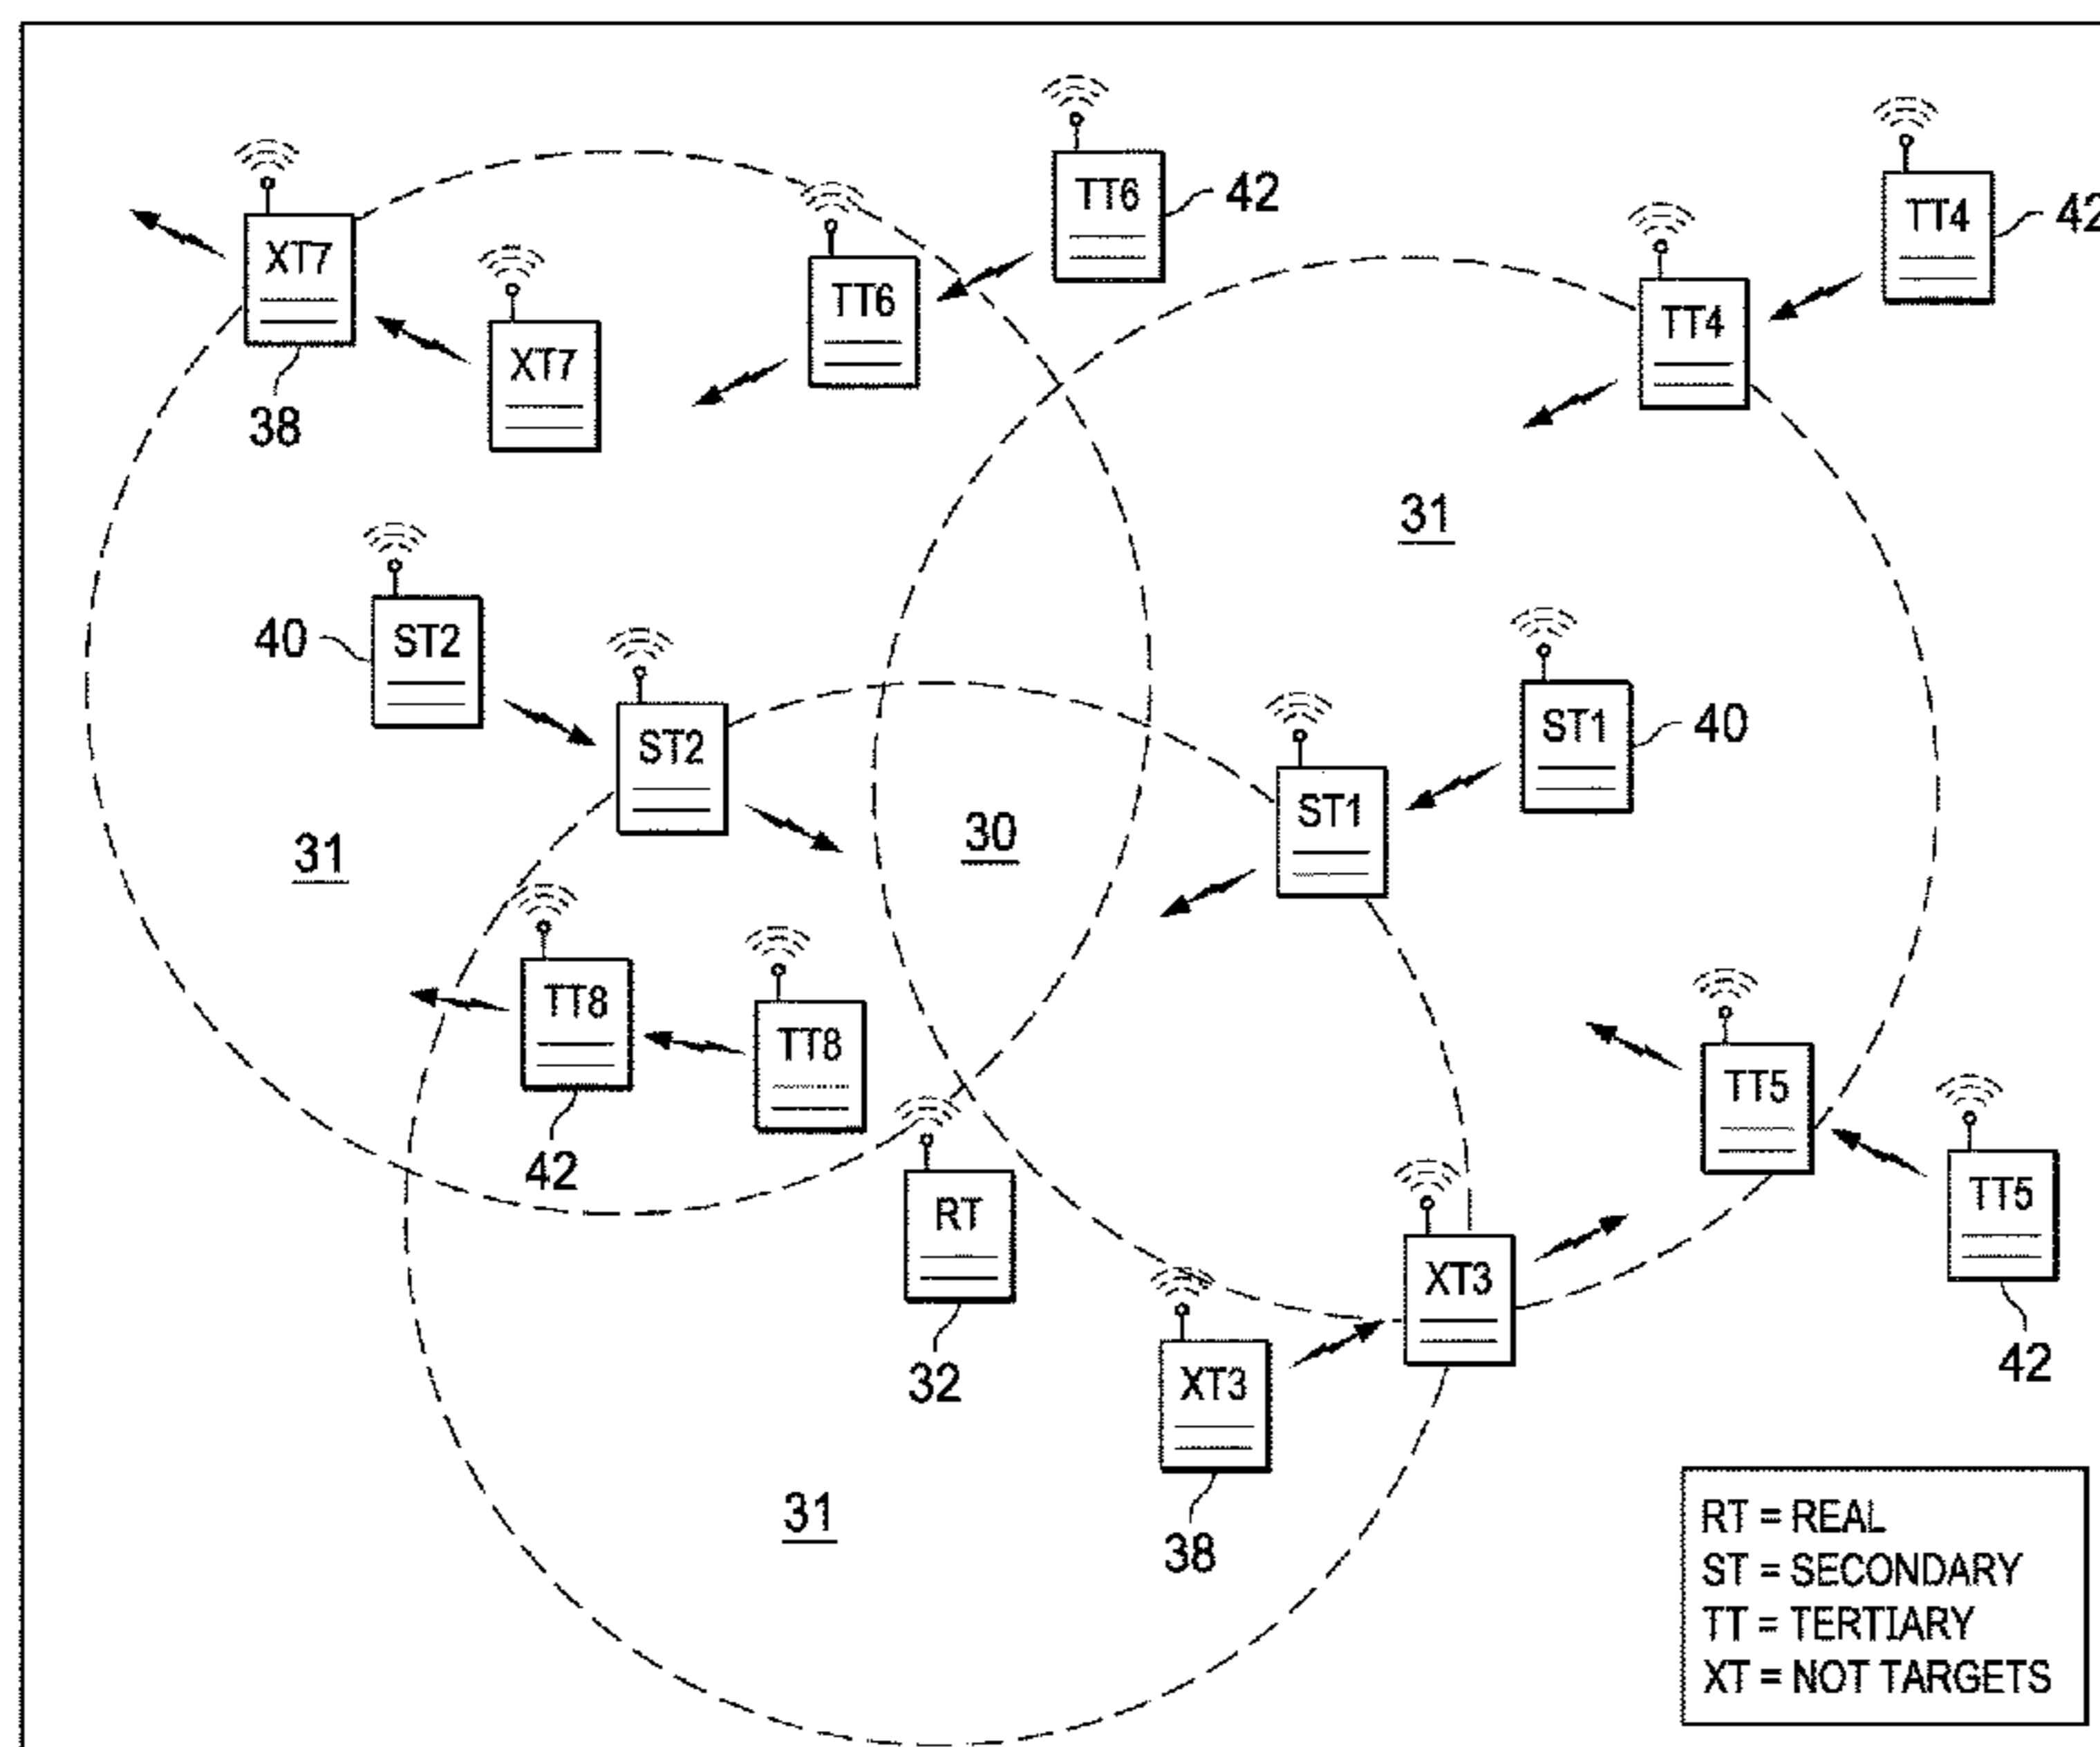 TT6
42
TT4
42
XT7
TT6
TT4
XT7
38
31
ST2
40
ST1
40
ST2
ST1
30
31
TT8
TT8
42
TT5
TT5
42
RT
32
XT3
XT3
38
31
RT = REAL
ST = SECONDARY
TT = TERTIARY
XT = NOT TARGETS